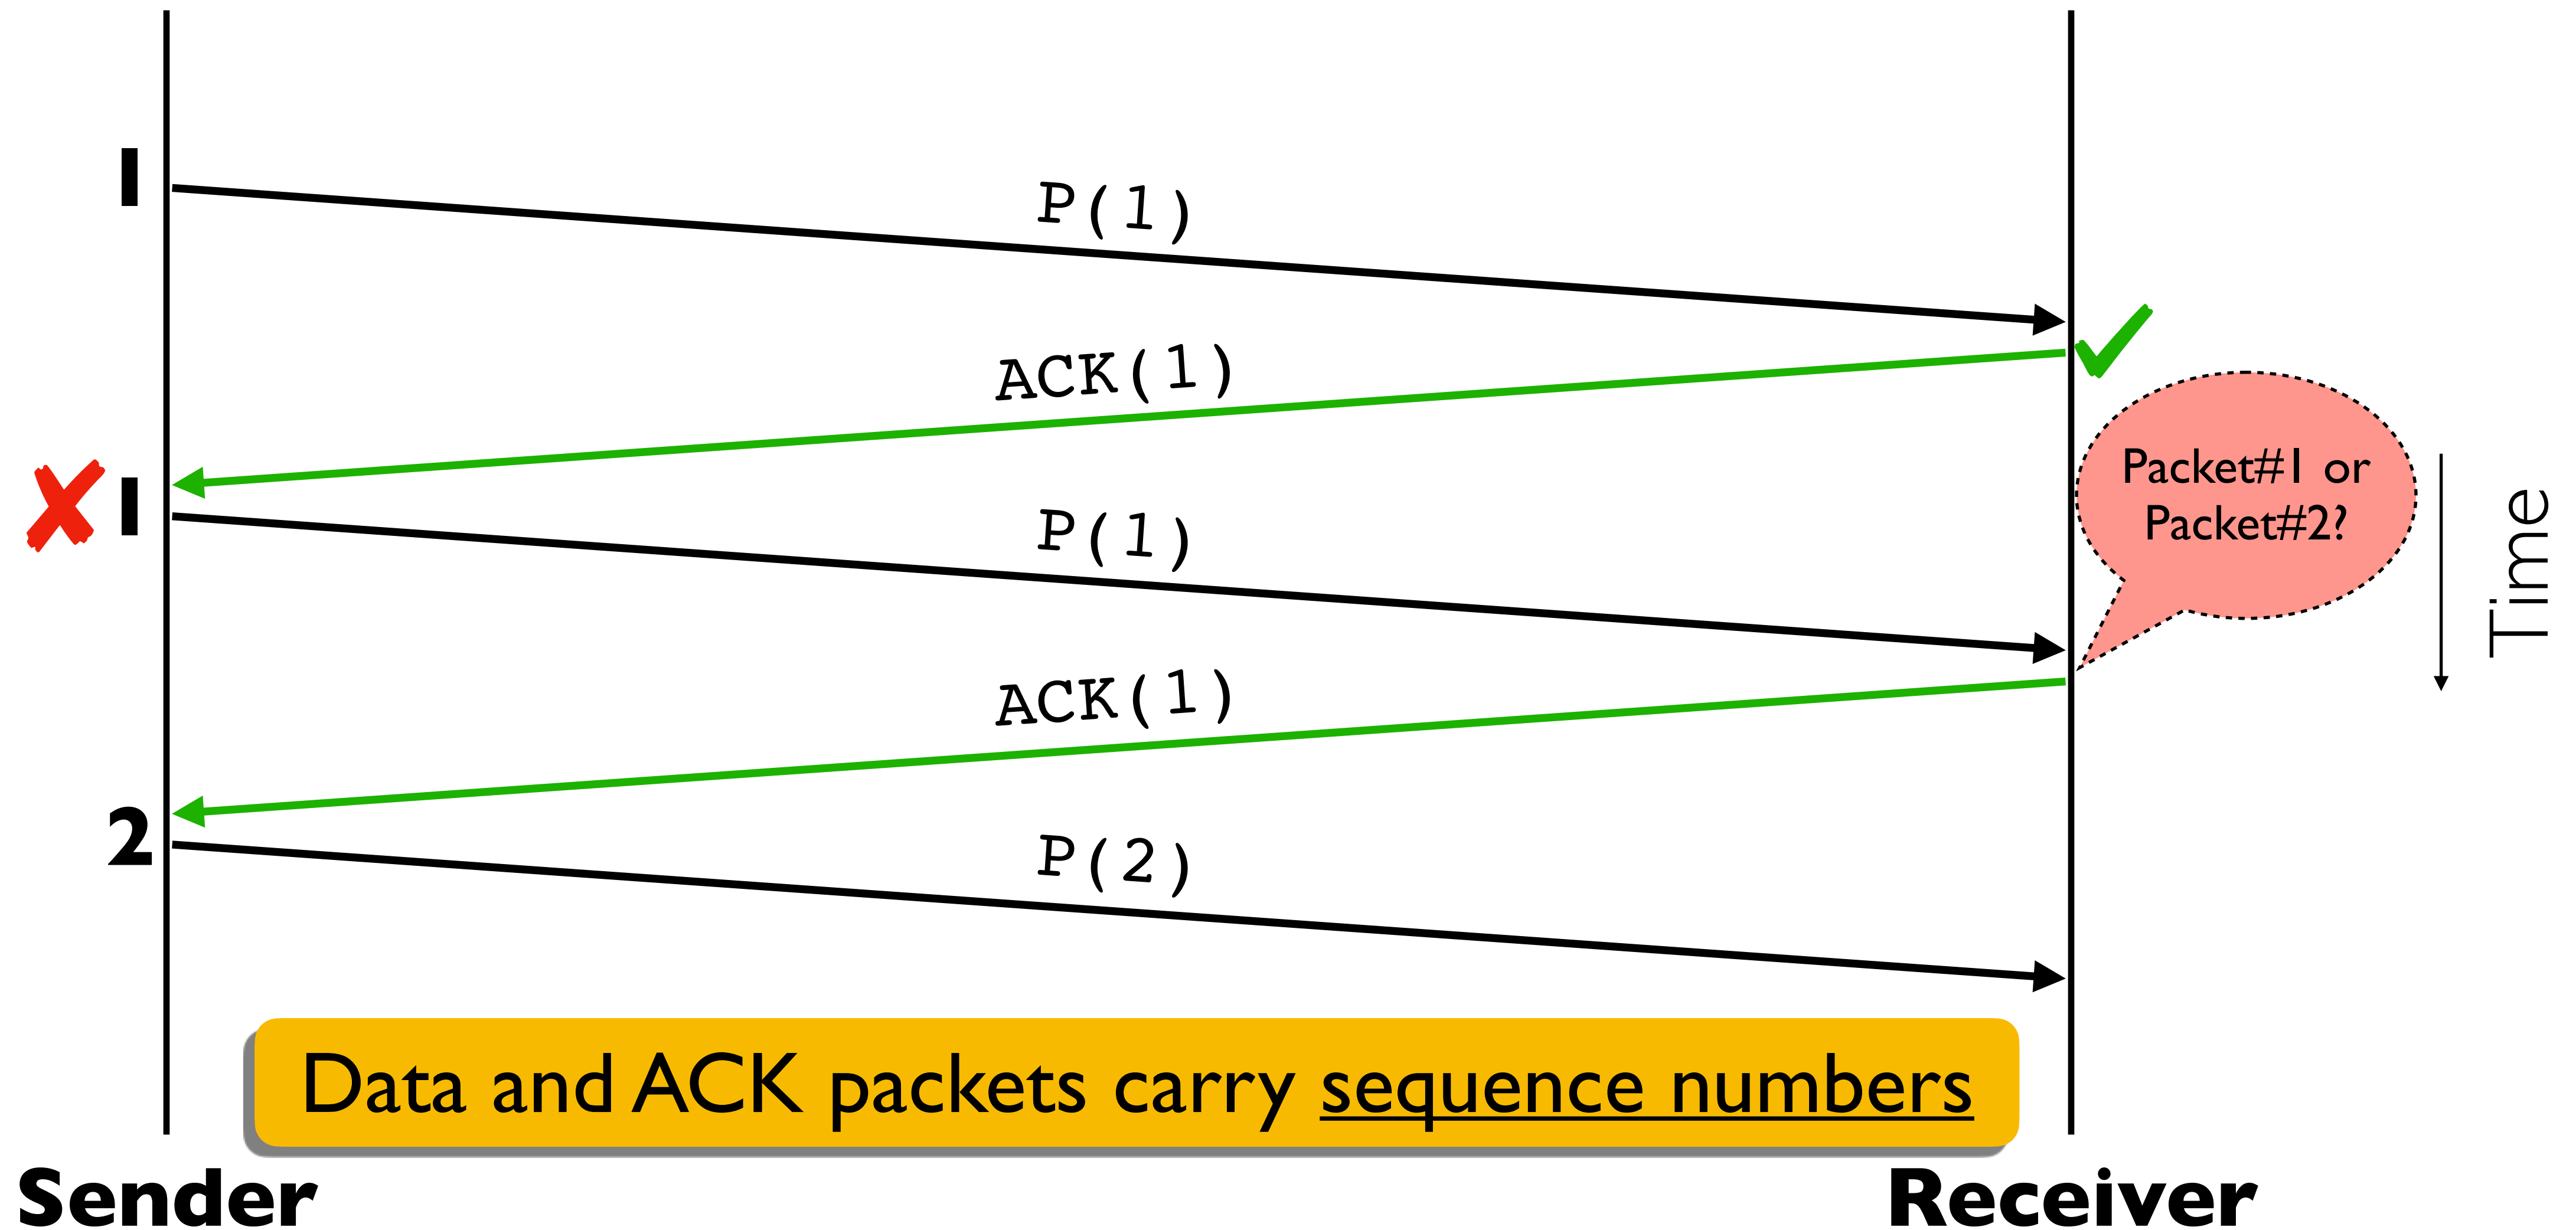 1
P(1)
ACK(1)
1
Packet#1 or
Packet#2?
P(1)
Time
ACK(1)
2
P(2)
Data and ACK packets carry sequence numbers
Sender
Receiver